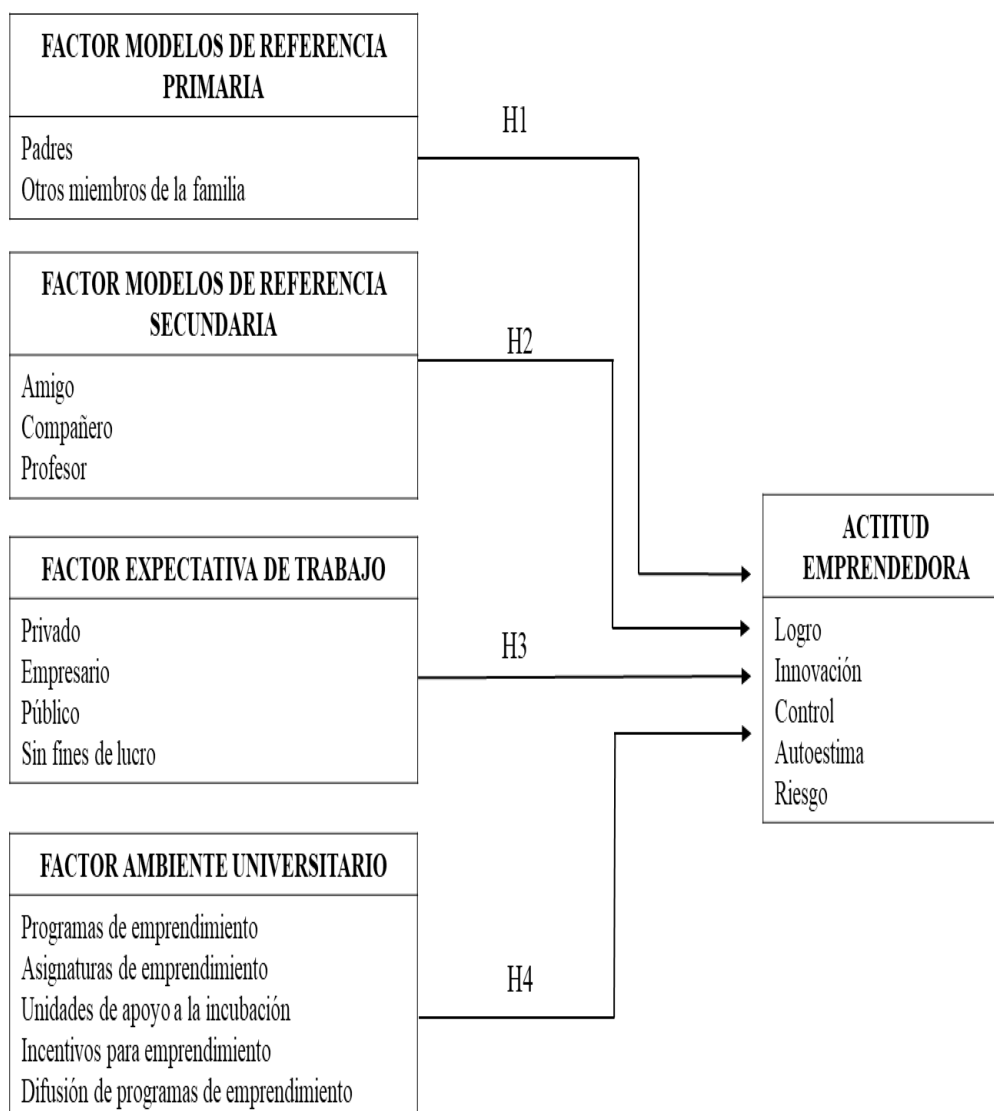 FACTOR MODELOS DE REFERENCIA
PRIMARIA
Padres
Otros miembros de la familia
H1
FACTOR MODELOS DE REFERENCIA
SECUNDARIA
Amigo
Compañero
Profesor
H2
FACTOR EXPECTATIVA DE TRABAJO
Privado
Empresario
Público
Sin fines de lucro
H3
FACTOR AMBIENTE UNIVERSITARIO
Programas de emprendimiento
Asignaturas de emprendimiento
Unidades de apoyo a la incubación
Incentivos para emprendimiento
Difusión de programas de emprendimiento
H4
ACTITUD
EMPRENDEDORA
Logro
Innovación
Control
Autoestima
Riesgo